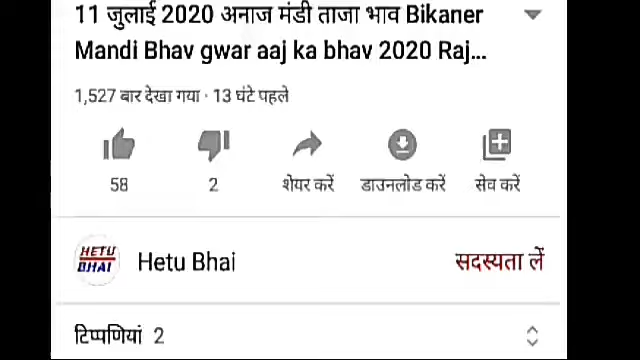 11 जुलाई 2020 अनाज मंडी ताजा भाव Bikaner
Mandi Bhav gwar aaj ka bhav 2020 Raj...
1,527 बार देखा गया · 13 घंटे पहले
58
2
शेयर करें
डाउनलोड करें
सेव करें
HETU
BHAI
Hetu Bhai
सदस्यता लें
टिप्पणियां 2